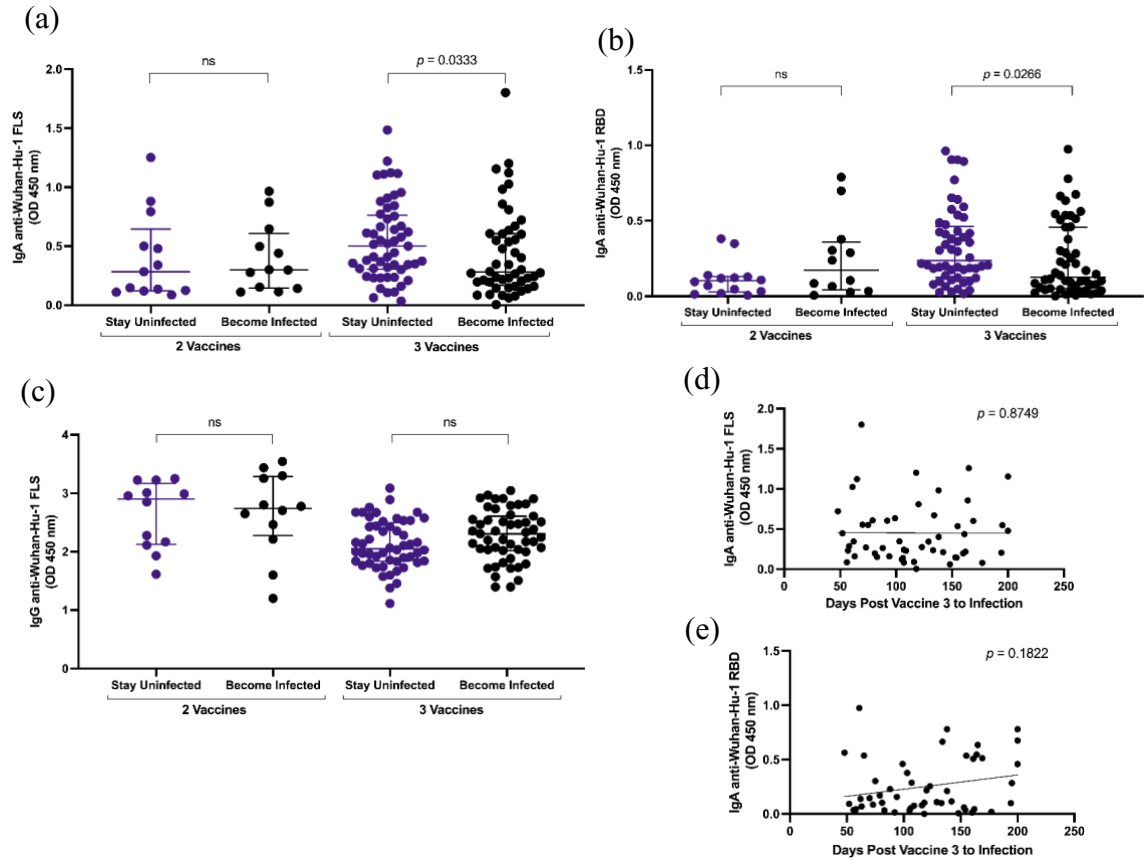 (a)
IgA anti-Wuhan-Hu-1 FLS
(OD 450 nm)
2.0
1.5
1.0
0.5
0.0
ns
p = 0.0333
Stay Uninfected Become Infected Stay Uninfected Become Infected
2 Vaccines 3 Vaccines
(b)
IgA anti-Wuhan-Hu-1 RBD
(OD 450 nm)
1.5
1.0
0.5
0.0
ns
p = 0.0266
Stay Uninfected Become Infected Stay Uninfected Become Infected
2 Vaccines 3 Vaccines
(c)
IgG anti-Wuhan-Hu-1 FLS
(OD 450 nm)
4
3
2
1
0
ns
ns
Stay Uninfected Become Infected Stay Uninfected Become Infected
2 Vaccines 3 Vaccines
(d)
IgA anti-Wuhan-Hu-1 FLS
(OD 450 nm)
2.0
1.5
1.0
0.5
0.0
p = 0.8749
0 50 100 150 200 250
Days Post Vaccine 3 to Infection
(e)
IgA anti-Wuhan-Hu-1 RBD
(OD 450 nm)
1.5
1.0
0.5
0.0
p = 0.1822
0 50 100 150 200 250
Days Post Vaccine 3 to Infection